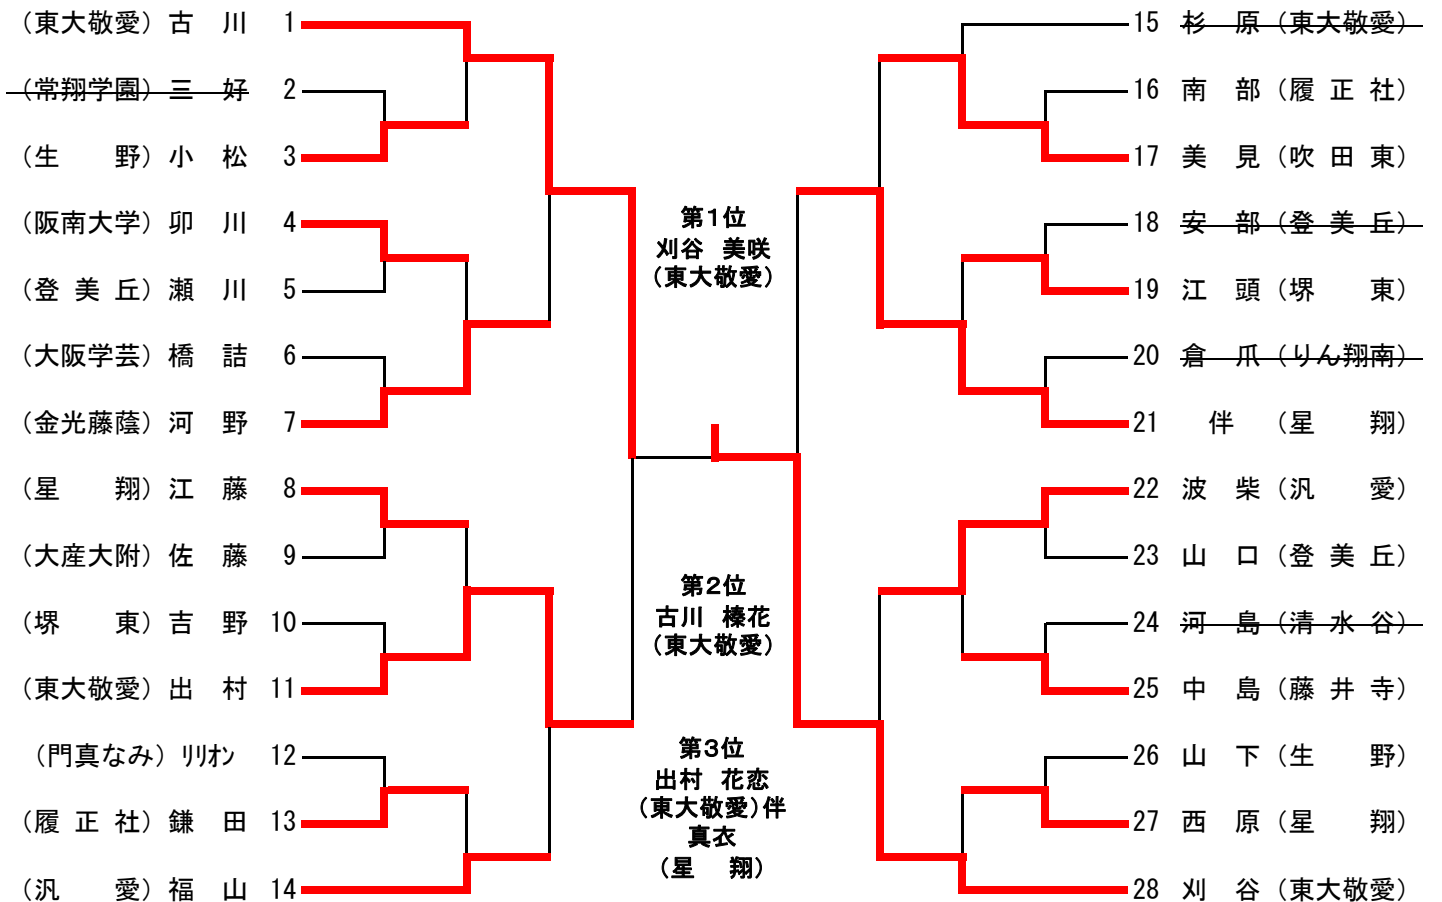 （東大敬愛）古　川　1
（常翔学園）三　好　2
（生　　野）小　松　3
（阪南大学）卯　川　4
（登 美 丘）瀬　川　5
（大阪学芸）橋　詰　6
（金光藤蔭）河　野　7
（星　　翔）江　藤　8
（大産大附）佐　藤　9
（堺　　東）吉　野　10
（東大敬愛）出　村　11
（門真なみ）リリオン　12
（履 正 社）鎌　田　13
（汎　　愛）福　山　14
第1位
刈谷　美咲
（東大敬愛）
第2位
古川　榛花
（東大敬愛）
第3位
出村　花恋
（東大敬愛）伴
真衣
（星　翔）
15　杉　原（東大敬愛）
16　南　部（履 正 社）
17　美　見（吹 田 東）
18　安　部（登 美 丘）
19　江　頭（堺　　東）
20　倉　爪（りん翔南）
21　伴　（星　　翔）
22　波　柴（汎　　愛）
23　山　口（登 美 丘）
24　河　島（清 水 谷）
25　中　島（藤 井 寺）
26　山　下（生　　野）
27　西　原（星　　翔）
28　刈　谷（東大敬愛）